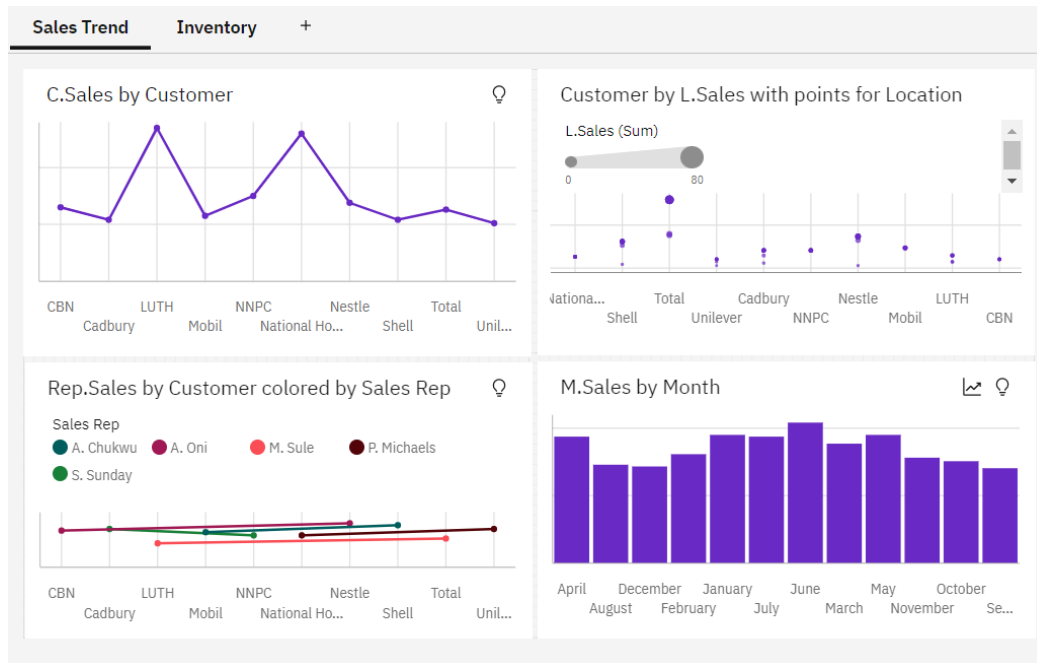 Sales Trend Inventory +
C.Sales by Customer
CBN LUTH NNPC Nestle Total
Cadbury Mobil National Ho... Shell Unil...
Customer by L.Sales with points for Location
L.Sales (Sum)
0 80
Nationa... Total Cadbury Nestle LUTH
Shell Unilever NNPC Mobil CBN
Rep.Sales by Customer colored by Sales Rep
Sales Rep
A. Chukwu A. Oni M. Sule P. Michaels
S. Sunday
CBN LUTH NNPC Nestle Total
Cadbury Mobil National Ho... Shell Unil...
M.Sales by Month
April December January June May October
August February July March November Se...